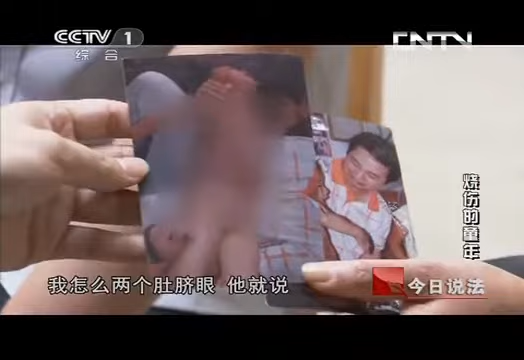 CCTV 1
综合
CNTV
烧伤的童年
我怎么两个肚脐眼 他就说
今日说法